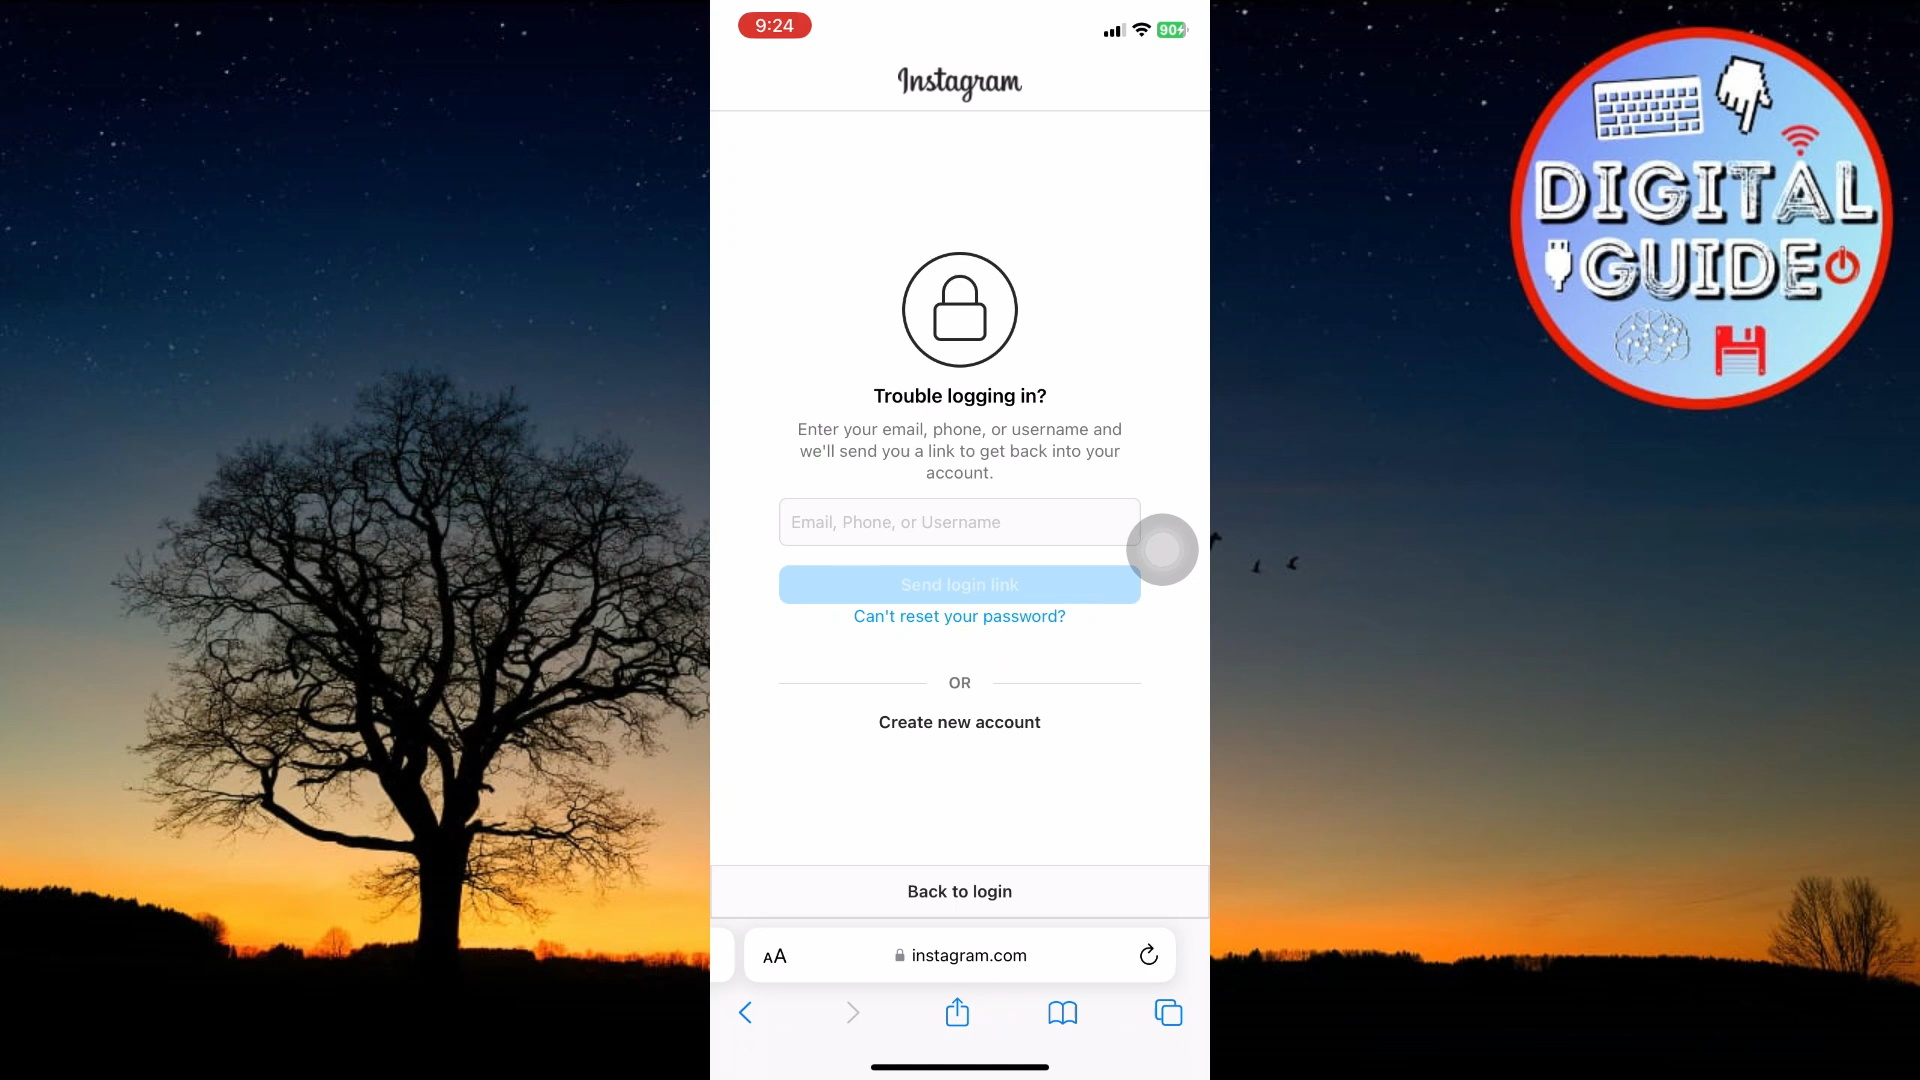 9:24
90
Instagram
DIGITAL
GUIDE
Trouble logging in?
Enter your email, phone, or username and
we'll send you a link to get back into your
account.
Email, Phone, or Username
Send login link
Can't reset your password?
OR
Create new account
Back to login
AA
instagram.com